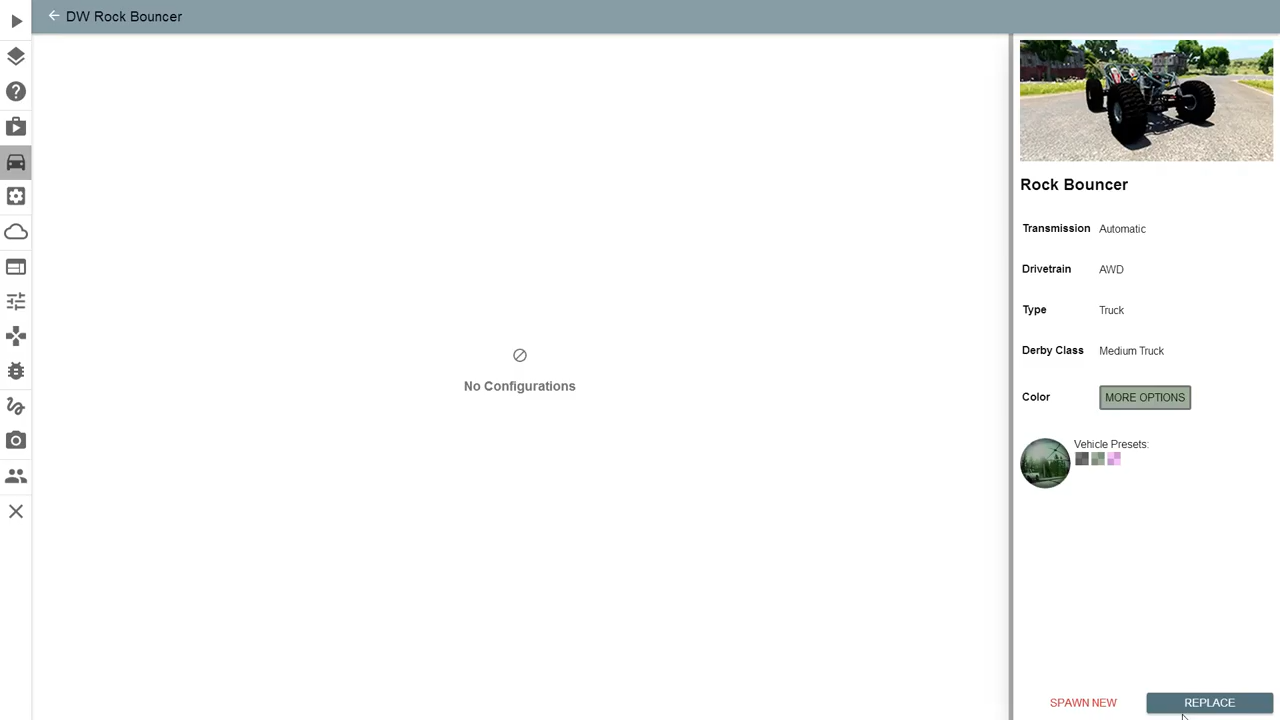 DW Rock Bouncer
No Configurations
Rock Bouncer
Transmission Automatic
Drivetrain AWD
Type Truck
Derby Class Medium Truck
Color MORE OPTIONS
Vehicle Presets:
SPAWN NEW REPLACE